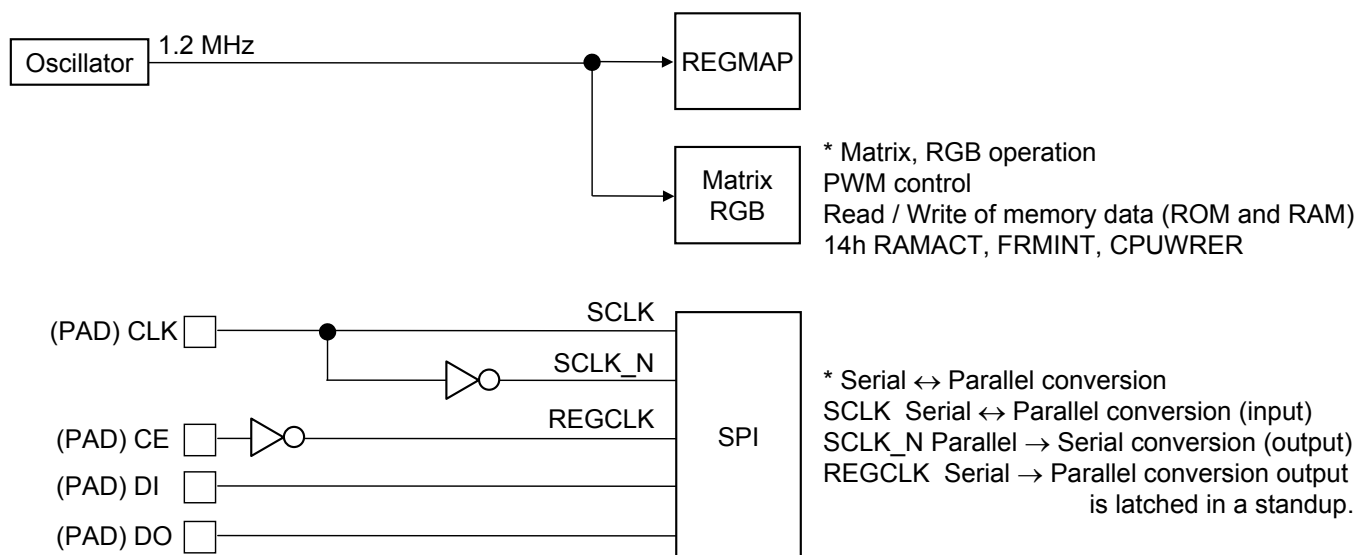 1.2 MHz
Oscillator
REGMAP
Matrix
RGB
* Matrix, RGB operation
PWM control
Read / Write of memory data (ROM and RAM)
14h RAMACT, FRMINT, CPUWRER
(PAD) CLK
SCLK
SCLK_N
(PAD) CE
REGCLK
(PAD) DI
(PAD) DO
SPI
* Serial ↔ Parallel conversion
SCLK Serial ↔ Parallel conversion (input)
SCLK_N Parallel → Serial conversion (output)
REGCLK Serial → Parallel conversion output
is latched in a standup.